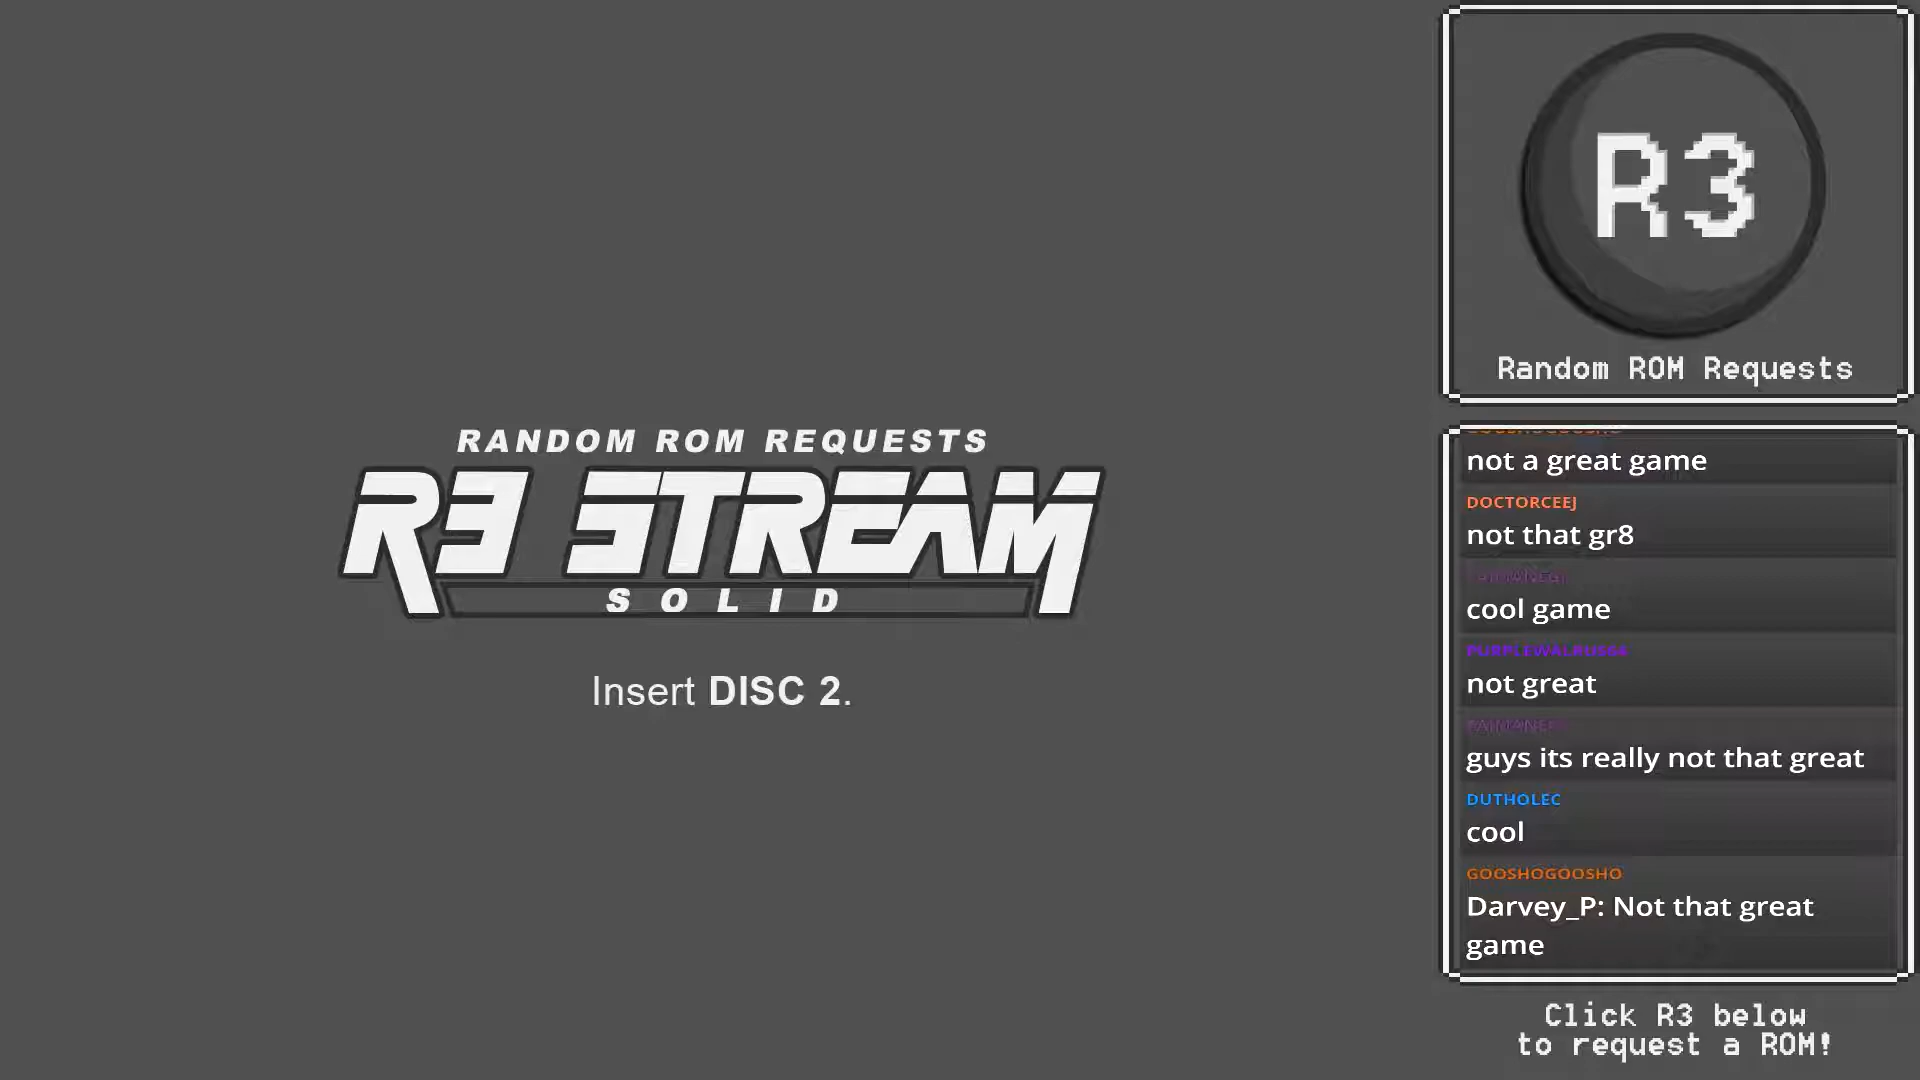 RANDOM ROM REQUESTS
R3 STREAM
SOLID
Insert DISC 2.
R3
Random ROM Requests
not a great game
DOCTORCEEJ
not that gr8
cool game
PURPLEWALRUS64
not great
guys its really not that great
DUTHOLEC
cool
GOOSHOGOOSHO
Darvey_P: Not that great
game
Click R3 below
to request a ROM!